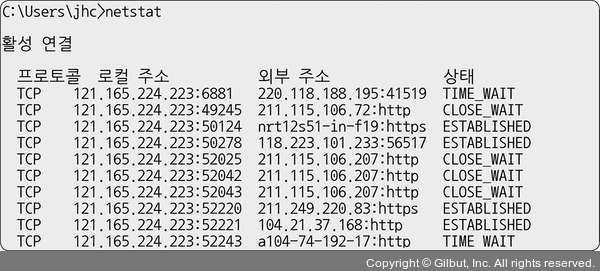 C:\Users\jhc>netstat
활성 연결
프로토콜 로컬 주소 외부 주소 상태
TCP 121.165.224.223:6881 220.118.188.195:41519 TIME_WAIT
TCP 121.165.224.223:49245 211.115.106.72:http CLOSE_WAIT
TCP 121.165.224.223:50124 nrt12s51-in-f19:https ESTABLISHED
TCP 121.165.224.223:50278 118.223.101.233:56517 ESTABLISHED
TCP 121.165.224.223:52025 211.115.106.207:http CLOSE_WAIT
TCP 121.165.224.223:52042 211.115.106.207:http CLOSE_WAIT
TCP 121.165.224.223:52043 211.115.106.207:http CLOSE_WAIT
TCP 121.165.224.223:52220 211.249.220.83:https ESTABLISHED
TCP 121.165.224.223:52221 104.21.37.168:http ESTABLISHED
TCP 121.165.224.223:52243 a104-74-192-17:http TIME_WAIT
Copyright © Gilbut, Inc. All rights reserved.